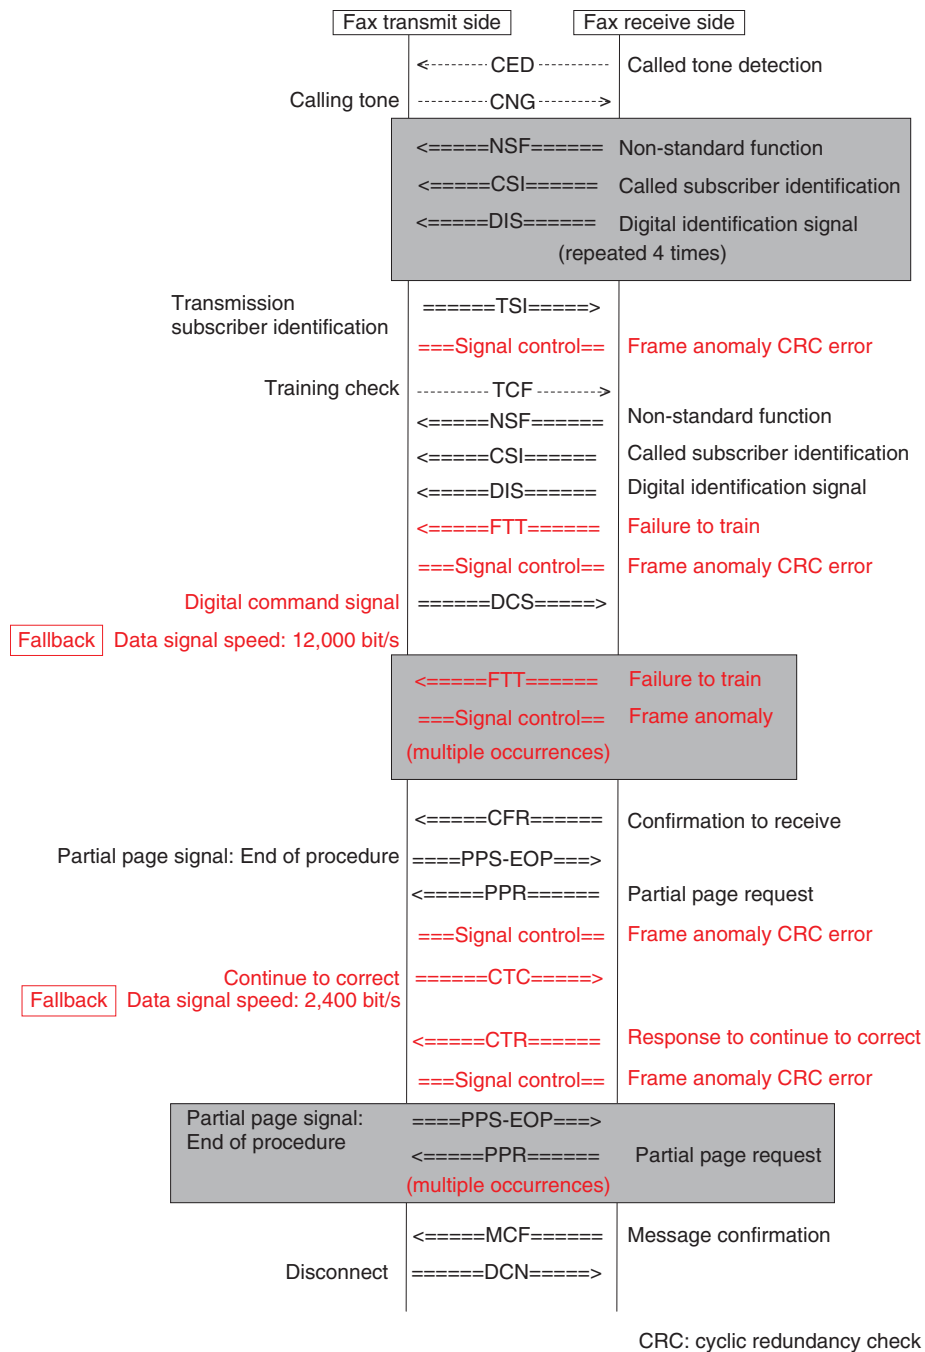 Fax transmit side Fax receive side
<-------- CED -------- Called tone detection
Calling tone -------- CNG --------> 
<=====NSF====== Non-standard function
<=====CSI====== Called subscriber identification
<=====DIS====== Digital identification signal
(repeated 4 times)
Transmission
subscriber identification ======TSI=====>
===Signal control== Frame anomaly CRC error
Training check -------- TCF -------->
<=====NSF====== Non-standard function
<=====CSI====== Called subscriber identification
<=====DIS====== Digital identification signal
<=====FTT====== Failure to train
===Signal control== Frame anomaly CRC error
Digital command signal ======DCS=====>
Fallback Data signal speed: 12,000 bit/s
<=====FTT====== Failure to train
===Signal control== Frame anomaly
(multiple occurrences)
<=====CFR====== Confirmation to receive
Partial page signal: End of procedure ====PPS-EOP===>
<=====PPR====== Partial page request
===Signal control== Frame anomaly CRC error
Continue to correct ======CTC=====>
Fallback Data signal speed: 2,400 bit/s
<=====CTR====== Response to continue to correct
===Signal control== Frame anomaly CRC error
Partial page signal: ====PPS-EOP===>
End of procedure
<=====PPR====== Partial page request
(multiple occurrences)
<=====MCF====== Message confirmation
Disconnect ======DCN=====>
CRC: cyclic redundancy check